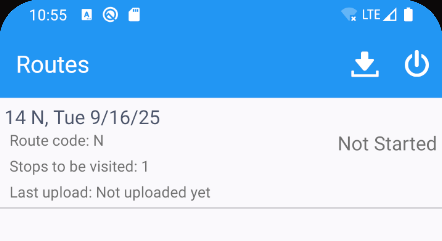 10:55 LTE
Routes
14 N, Tue 9/16/25
Route code: N
Not Started
Stops to be visited: 1
Last upload: Not uploaded yet